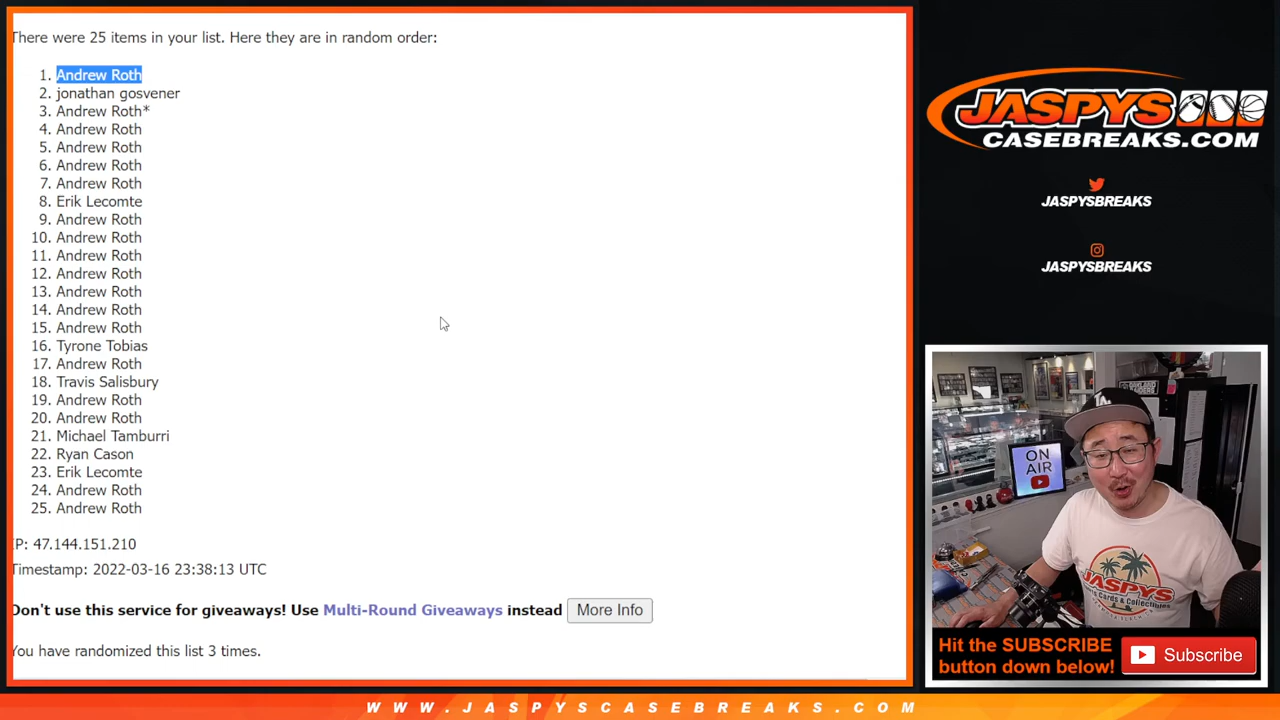 There were 25 items in your list. Here they are in random order:
1. Andrew Roth
2. jonathan gosvener
3. Andrew Roth*
4. Andrew Roth
5. Andrew Roth
6. Andrew Roth
7. Andrew Roth
8. Erik Lecomte
9. Andrew Roth
10. Andrew Roth
11. Andrew Roth
12. Andrew Roth
13. Andrew Roth
14. Andrew Roth
15. Andrew Roth
16. Tyrone Tobias
17. Andrew Roth
18. Travis Salisbury
19. Andrew Roth
20. Andrew Roth
21. Michael Tamburri
22. Ryan Cason
23. Erik Lecomte
24. Andrew Roth
25. Andrew Roth
IP: 47.144.151.210
Timestamp: 2022-03-16 23:38:13 UTC
Don't use this service for giveaways! Use Multi-Round Giveaways instead More Info
You have randomized this list 3 times.
JASPYS
CASEBREAKS.COM
JASPYSBREAKS
JASPYSBREAKS
ON
AIR
JASPYS
Hit the SUBSCRIBE
button down below!
Subscribe
WWW.JASPYSCASEBREAKS.COM